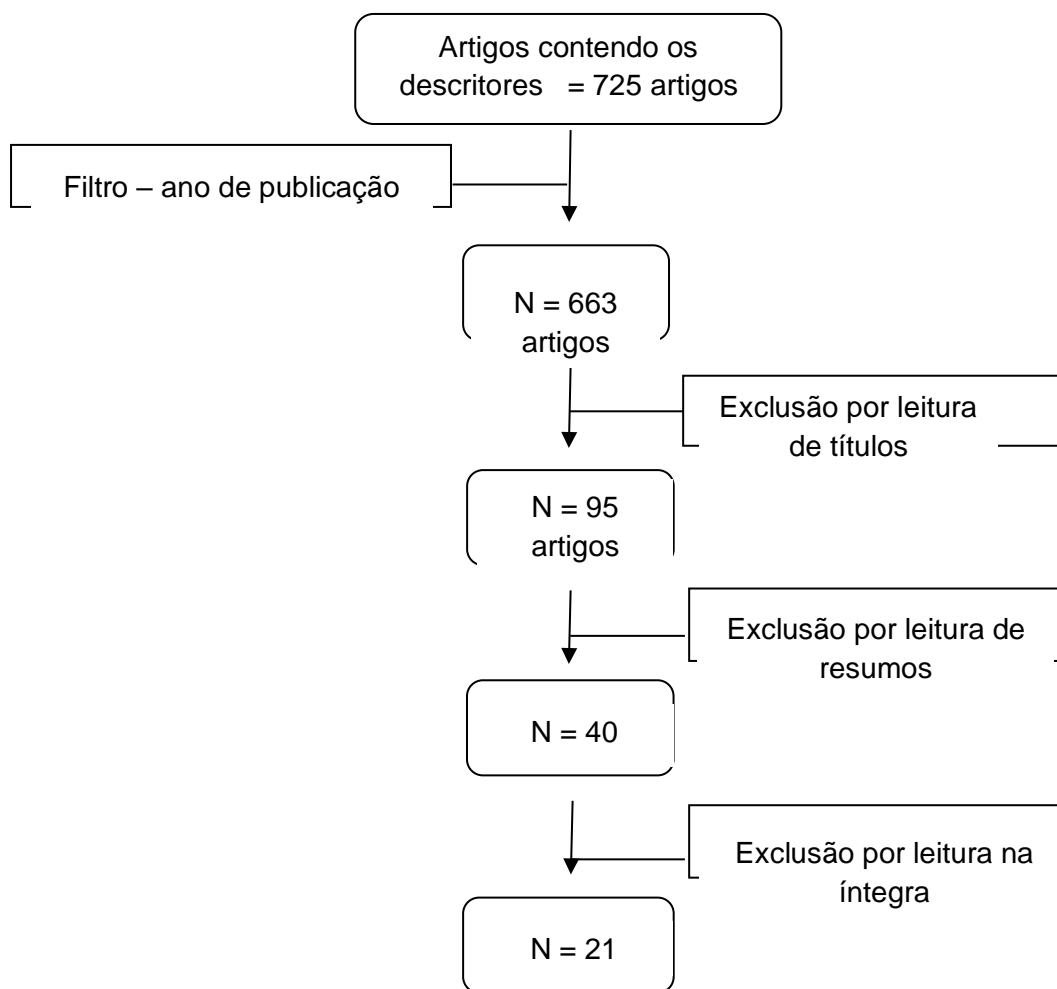 Artigos contendo os
descritores = 725 artigos
Filtro – ano de publicação
N = 663
artigos
Exclusão por leitura
de títulos
N = 95
artigos
Exclusão por leitura de
resumos
N = 40
Exclusão por leitura na
íntegra
N = 21